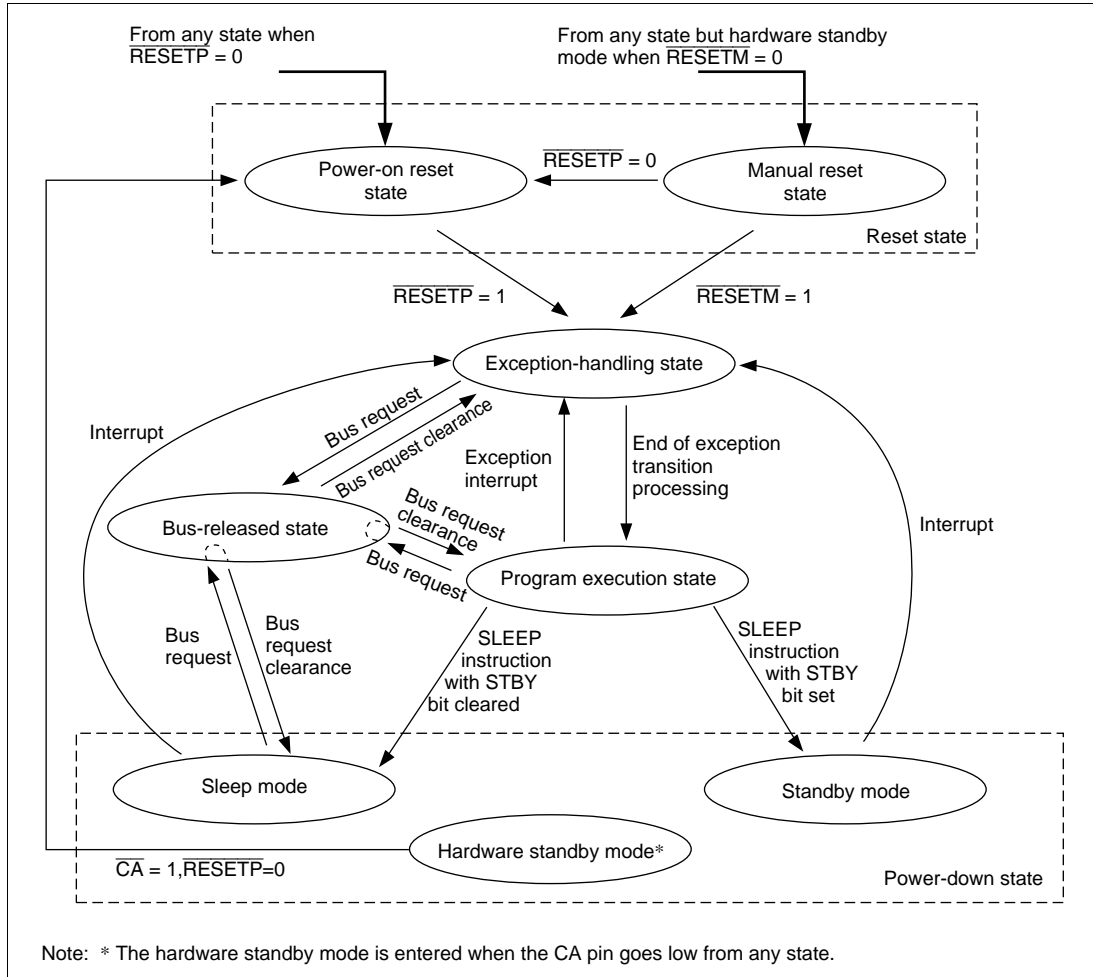 From any state when
RESETP = 0
From any state but hardware standby
mode when RESETM = 0
Power-on reset
state
RESETP = 0
Manual reset
state
Reset state
RESETP = 1
RESETM = 1
Exception-handling state
Interrupt
Bus request
Bus request clearance
Exception
interrupt
End of exception
transition
processing
Interrupt
Bus-released state
Bus request
clearance
Bus request
Program execution state
Bus
request
Bus
request
clearance
SLEEP
instruction
with STBY
bit cleared
SLEEP
instruction
with STBY
bit set
Sleep mode
Standby mode
Hardware standby mode*
CA = 1,RESETP=0
Power-down state
Note: * The hardware standby mode is entered when the CA pin goes low from any state.